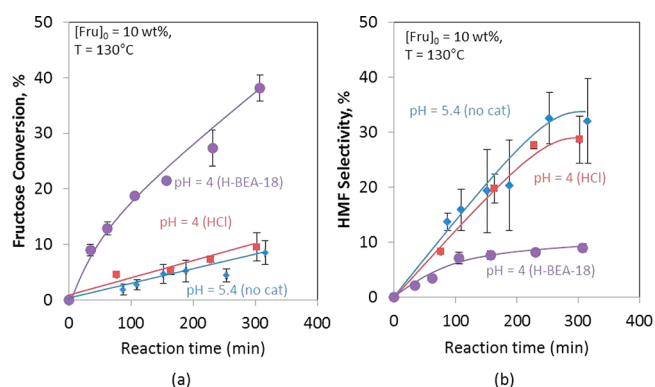 [Fru]₀ = 10 wt%,
T = 130°C
Fructose Conversion, %
50
40
30
20
10
0
pH = 4 (H-BEA-18)
pH = 4 (HCl)
pH = 5.4 (no cat)
0 100 200 300 400
Reaction time (min)
(a)
[Fru]₀ = 10 wt%,
T = 130°C
HMF Selectivity, %
50
40
30
20
10
0
pH = 5.4 (no cat)
pH = 4 (HCl)
pH = 4 (H-BEA-18)
0 100 200 300 400
Reaction time (min)
(b)